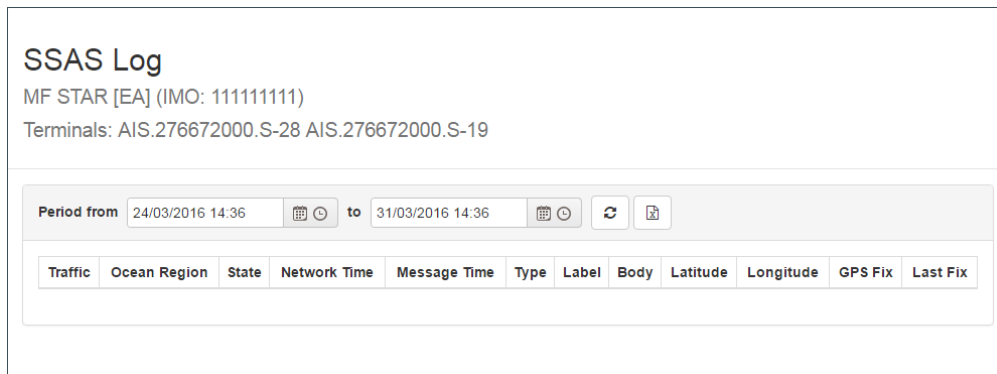 SSAS Log
MF STAR [EA] (IMO: 111111111)
Terminals: AIS.276672000.S-28 AIS.276672000.S-19
Period from 24/03/2016 14:36 to 31/03/2016 14:36
Traffic Ocean Region State Network Time Message Time Type Label Body Latitude Longitude GPS Fix Last Fix